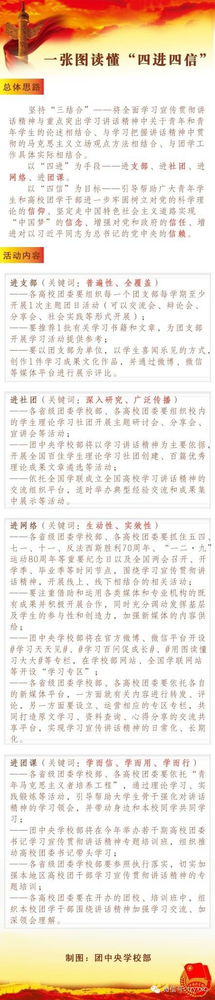 一张图读懂“四进四信”
总体思路
坚持“三结合”——将全面学习宣传贯彻讲
话精神与重点突出学习讲话精神中关于青年和青
年学生的论述相结合、与学习把握讲话精神中贯
彻的马克思主义立场观点方法相结合、与团学工
作具体实际相结合。
以“四进”为手段——进支部、进社团、进
网络、进团课。
以“四信”为目标——引导帮助广大青年学
生和高校团学干部进一步牢固树立对党的科学理
论的信仰、坚定走中国特色社会主义道路实现
“中国梦”的信念、增强对党和政府的信任、增
进对以习近平同志为总书记的党中央的信赖。
活动内容
进支部（关键词：普遍性、全覆盖）
——各高校团委要组织每一个团支部每学期至少
开展1次主题团日活动（可以交流会、辩论会、
分享会、社会实践等形式开展）；
——要推荐1批有关学习书籍和文章，为团支部
开展学习活动提供参考；
——要以团支部为单位，以学生喜闻乐见的方式，
创作1件学习成果文化作品，并通过微博、微信
等媒体平台进行展示评比。
进社团（关键词：深入研究、广泛传播）
——各省级团委学校部、各高校团委要组织校内
的学生理论学习社团开展主题研讨会、分享会、
宣讲会等活动；
——团中央学校部将以学习讲话精神为主要依据，
开展全国百佳学生理论学习社团创建、百篇优秀
理论成果文章遴选等活动；
——依托全国学联成立全国高校学习讲话精神的
交流组织平台，适时举办典型经验交流和成果集
中展示等活动。
进网络（关键词：生动性、实效性）
——各省级团委学校部、各高校团委要抓住五四、
七一、十一、反法西斯胜利70周年、“一二·九”
运动80周年等重要纪念日以及全国两会召开、开
学季、毕业季等时间节点，围绕学习宣传贯彻讲
话精神，开展线上、线下相结合的相关活动；
——要注重借助和运用各类媒体和专业机构的既
有成果并积极开展合作，同时充分调动发挥基层
及学生的参与性和创造力，加强新媒体的内容供
给；
——团中央学校部将在官方微博、微信平台开设
#学习天天见#、#学习百问促成长#、#用图读懂
习大大#等专栏，在学校部网站、全国学联网站
等开设“学习专区”；
——各省级团委学校部、各高校团委要依托各自
的新媒体平台，一方面就有关内容进行转发、评
论，另一方面要设立、运营相应的专区专栏，共
同打造原文学习、资料查询、心得分享的交流共
享平台，实现学习宣传讲话精神的日常化、长期
化。
进团课（关键词：学而信、学而用、学而行）
——各省级团委学校部、各高校团委要依托“青
年马克思主义者培养工程”，通过理论学习、实
践锻炼等活动，引导帮助大学生骨干强化对讲话
精神的学习领会，并带动身边和本校同学共同学
习；
——团中央学校部将在今年举办若干期高校团委
书记学习宣传贯彻讲话精神专题培训班，组织推
动高校团委书记带头学习；
——各省级团委学校部要参照执行落实，切实加
强本地区高校团干部学习宣传贯彻讲话精神的专
题培训；
——各高校团委要在开办的团校、培训班中，组
织本校团学干部围绕讲话精神加强学习交流、加
深领会理解。
制图：团中央学校部
微信号: tzyxxb